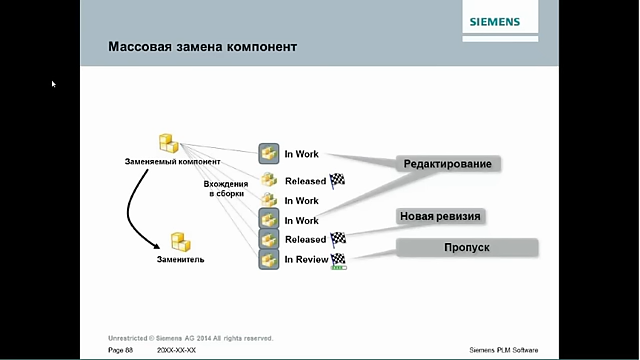 SIEMENS
Массовая замена компонент
Заменяемый компонент
Вхождения
в сборки
Заменитель
In Work
Released
In Work
In Work
Released
In Review
Редактирование
Новая ревизия
Пропуск
Unrestricted © Siemens AG 2014 All rights reserved.
Page 88 20XX-XX-XX Siemens PLM Software